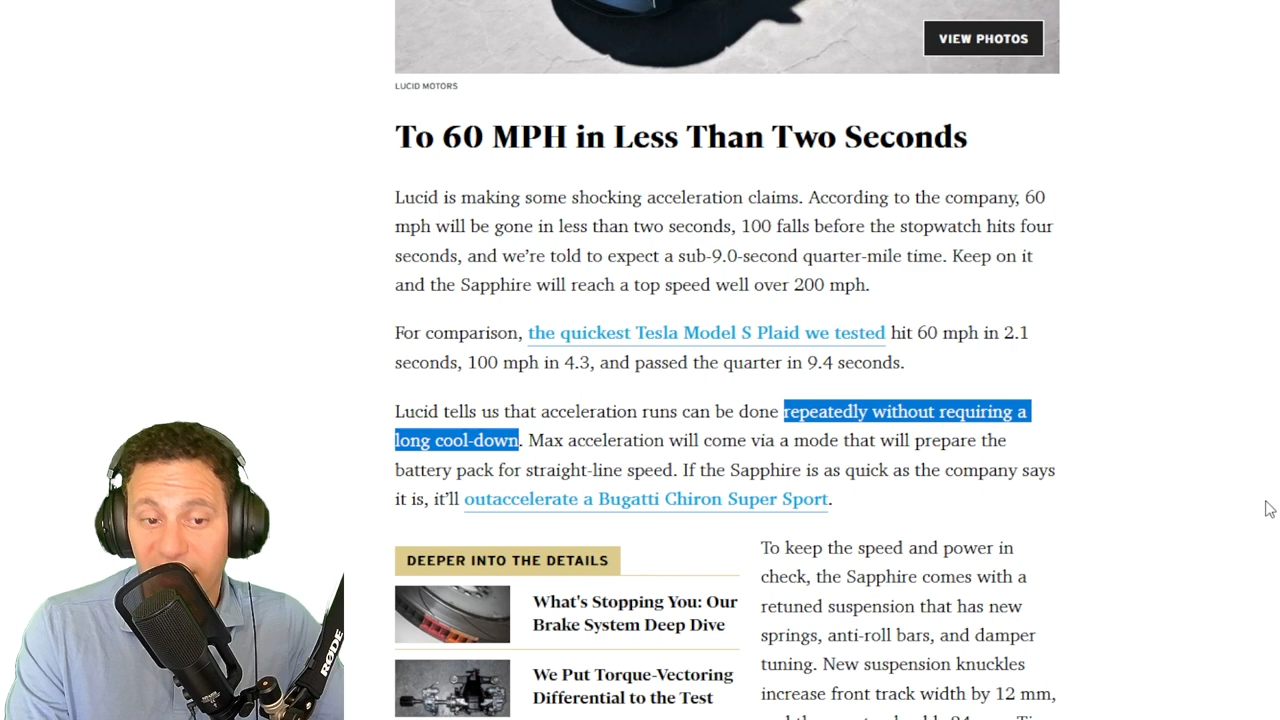 VIEW PHOTOS
LUCID MOTORS
To 60 MPH in Less Than Two Seconds
Lucid is making some shocking acceleration claims. According to the company, 60
mph will be gone in less than two seconds, 100 falls before the stopwatch hits four
seconds, and we’re told to expect a sub-9.0-second quarter-mile time. Keep on it
and the Sapphire will reach a top speed well over 200 mph.
For comparison, the quickest Tesla Model S Plaid we tested hit 60 mph in 2.1
seconds, 100 mph in 4.3, and passed the quarter in 9.4 seconds.
Lucid tells us that acceleration runs can be done repeatedly without requiring a
long cool-down. Max acceleration will come via a mode that will prepare the
battery pack for straight-line speed. If the Sapphire is as quick as the company says
it is, it’ll outaccelerate a Bugatti Chiron Super Sport.
DEEPER INTO THE DETAILS
What's Stopping You: Our
Brake System Deep Dive
We Put Torque-Vectoring
Differential to the Test
To keep the speed and power in
check, the Sapphire comes with a
retuned suspension that has new
springs, anti-roll bars, and damper
tuning. New suspension knuckles
increase front track width by 12 mm,
RØDE